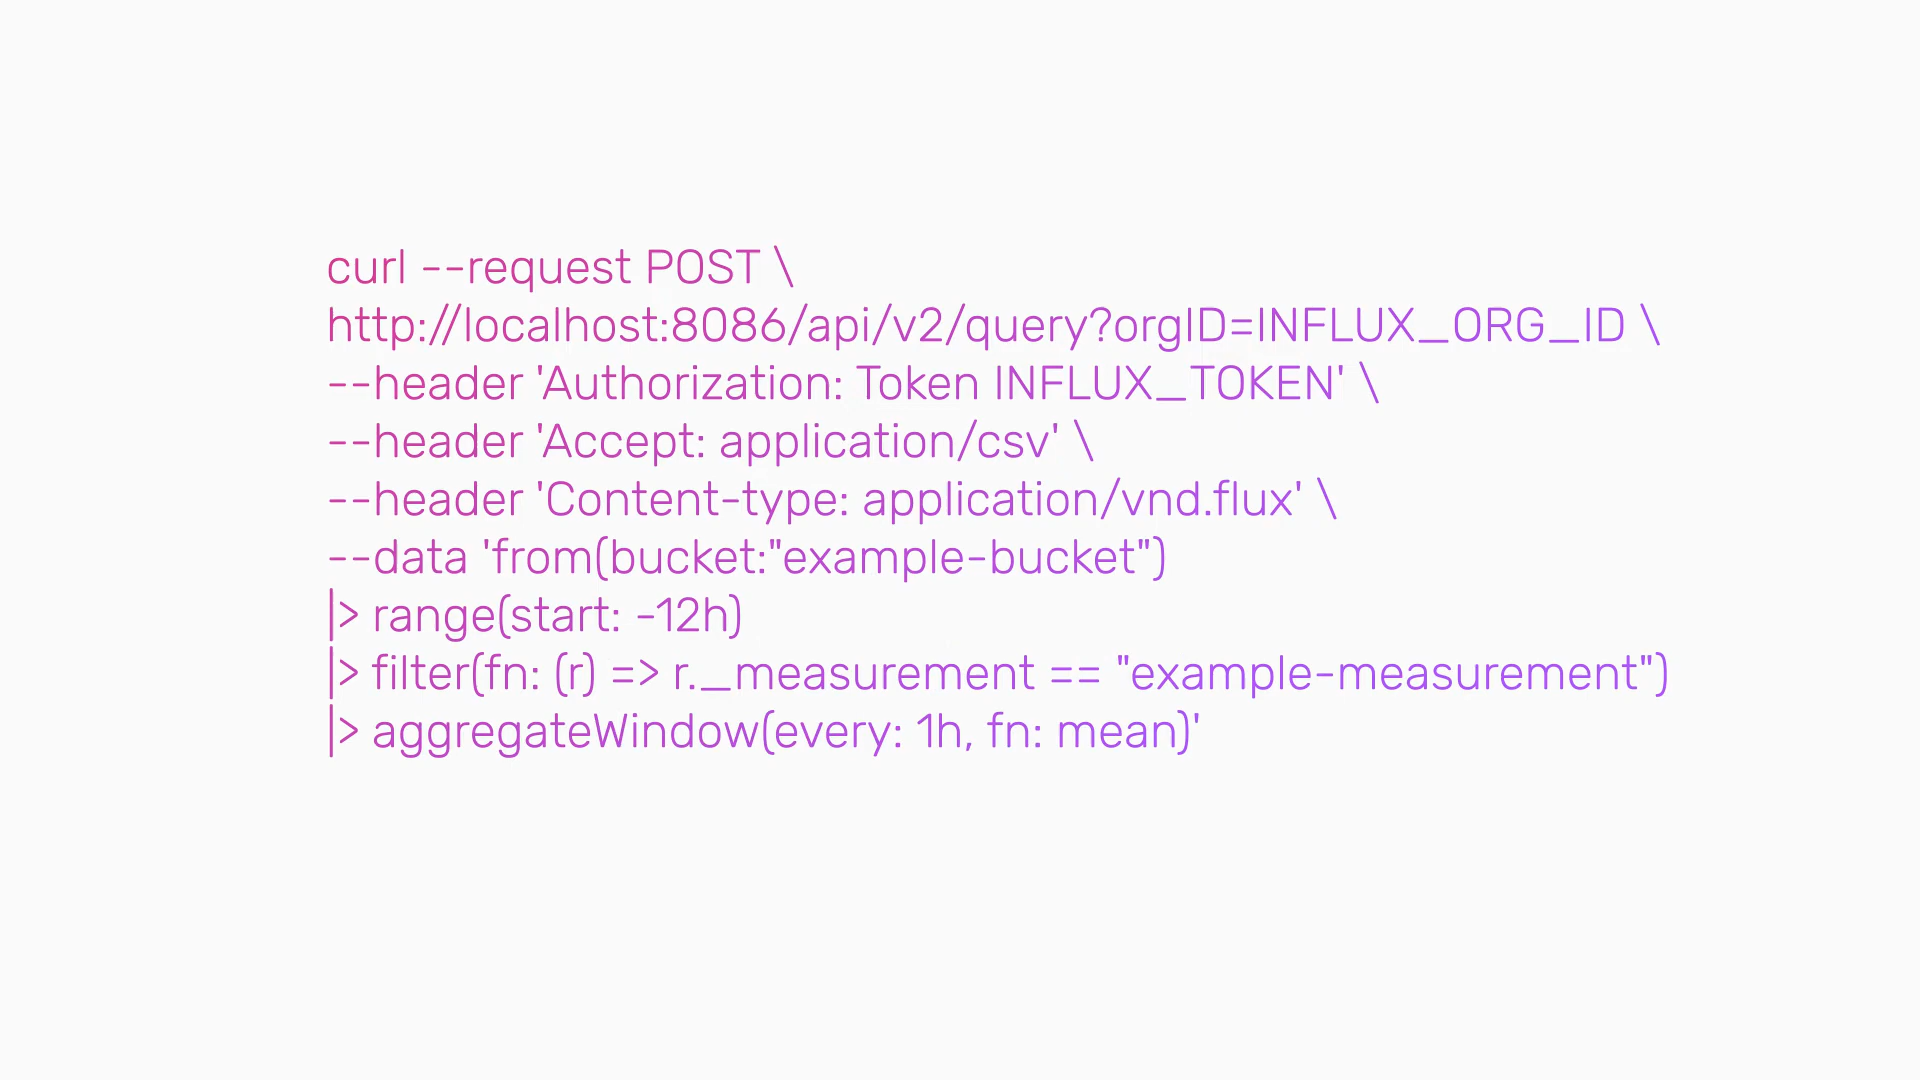 curl --request POST \
http://localhost:8086/api/v2/query?orgID=INFLUX_ORG_ID \
--header 'Authorization: Token INFLUX_TOKEN' \
--header 'Accept: application/csv' \
--header 'Content-type: application/vnd.flux' \
--data 'from(bucket:"example-bucket")
|> range(start: -12h)
|> filter(fn: (r) => r._measurement == "example-measurement")
|> aggregateWindow(every: 1h, fn: mean)'